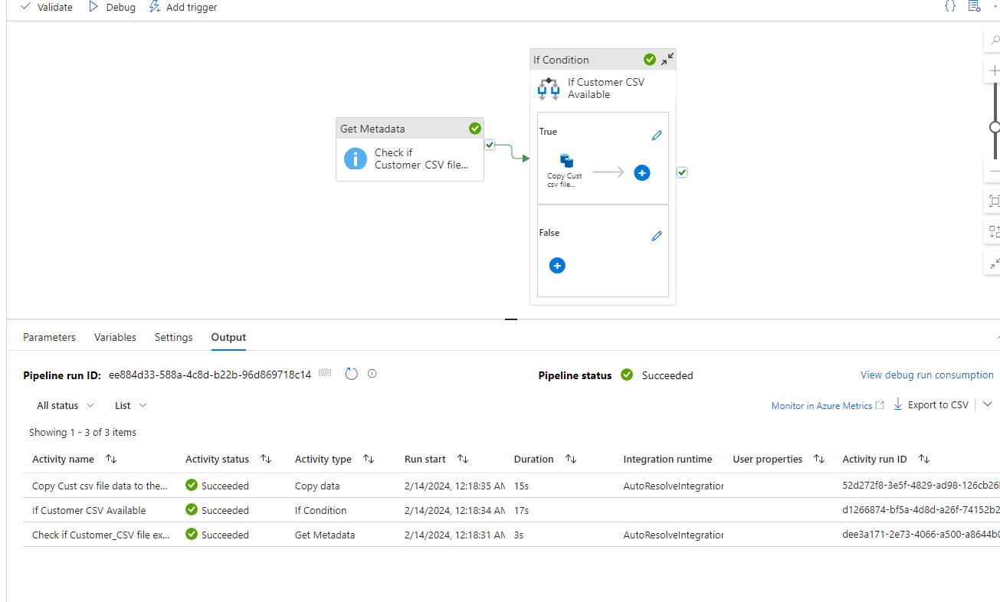 Validate Debug Add trigger
If Condition
If Customer CSV
Available
Get Metadata
Check if
Customer_CSV file...
True
Copy Cust
csv file...
False
Parameters Variables Settings Output
Pipeline run ID: ee884d33-588a-4c8d-b22b-96d869718c14
Pipeline status Succeeded
View debug run consumption
All status List
Monitor in Azure Metrics Export to CSV
Showing 1 - 3 of 3 items
Activity name Activity status Activity type Run start Duration Integration runtime User properties Activity run ID
Copy Cust csv file data to the... Succeeded Copy data 2/14/2024, 12:18:35 AM 15s AutoResolveIntegration 52d272f8-3e5f-4829-ad98-126cb26
If Customer CSV Available Succeeded If Condition 2/14/2024, 12:18:34 AM 17s d1266874-bf5a-4d8d-a26f-74152b2
Check if Customer_CSV file ex... Succeeded Get Metadata 2/14/2024, 12:18:31 AM 3s AutoResolveIntegration dee3a171-2e73-4066-a500-a8644b0